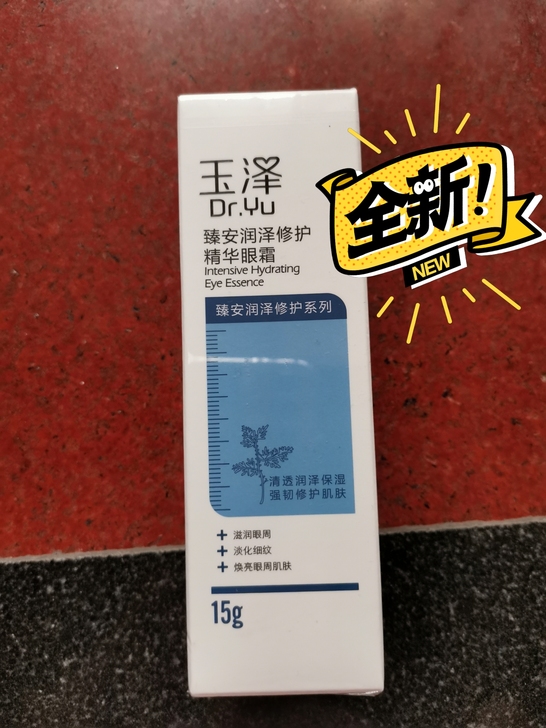 玉泽
Dr.Yu
臻安润泽修护
精华眼霜
Intensive Hydrating
Eye Essence
臻安润泽修护系列
清透润泽保湿
强韧修护肌肤
滋润眼周
淡化细纹
焕亮眼周肌肤
15g
全新!
NEW